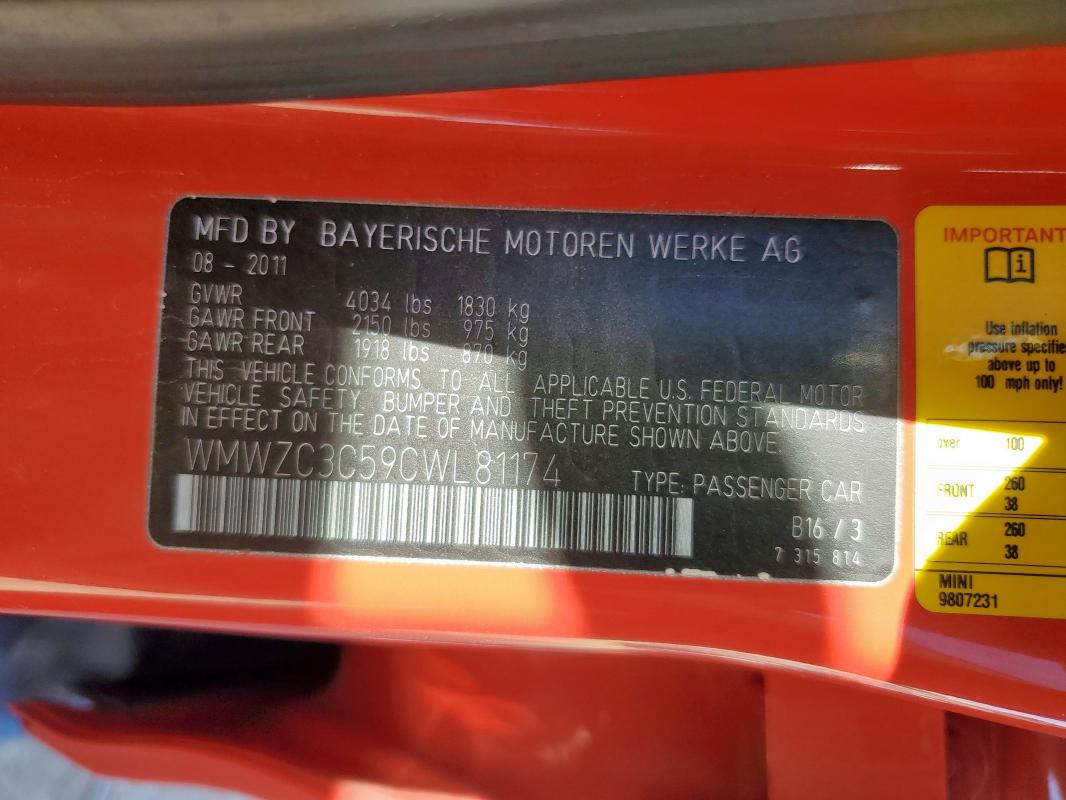 MFD BY BAYERISCHE MOTOREN WERKE AG
08 - 2011
GVWR 4034 lbs 1830 kg
GAWR FRONT 2150 lbs 975 kg
GAWR REAR 1918 lbs 870 kg
THIS VEHICLE CONFORMS TO ALL APPLICABLE U.S. FEDERAL MOTOR
VEHICLE SAFETY, BUMPER AND THEFT PREVENTION STANDARDS
IN EFFECT ON THE DATE OF MANUFACTURE SHOWN ABOVE.
WMWZC3C59CWL81174
TYPE: PASSENGER CAR
B16 / 3
7 315 814
IMPORTANT
Use inflation
pressure specifie
above up to
100 mph only!
over 100
FRONT 260
38
REAR 260
38
MINI
9807231